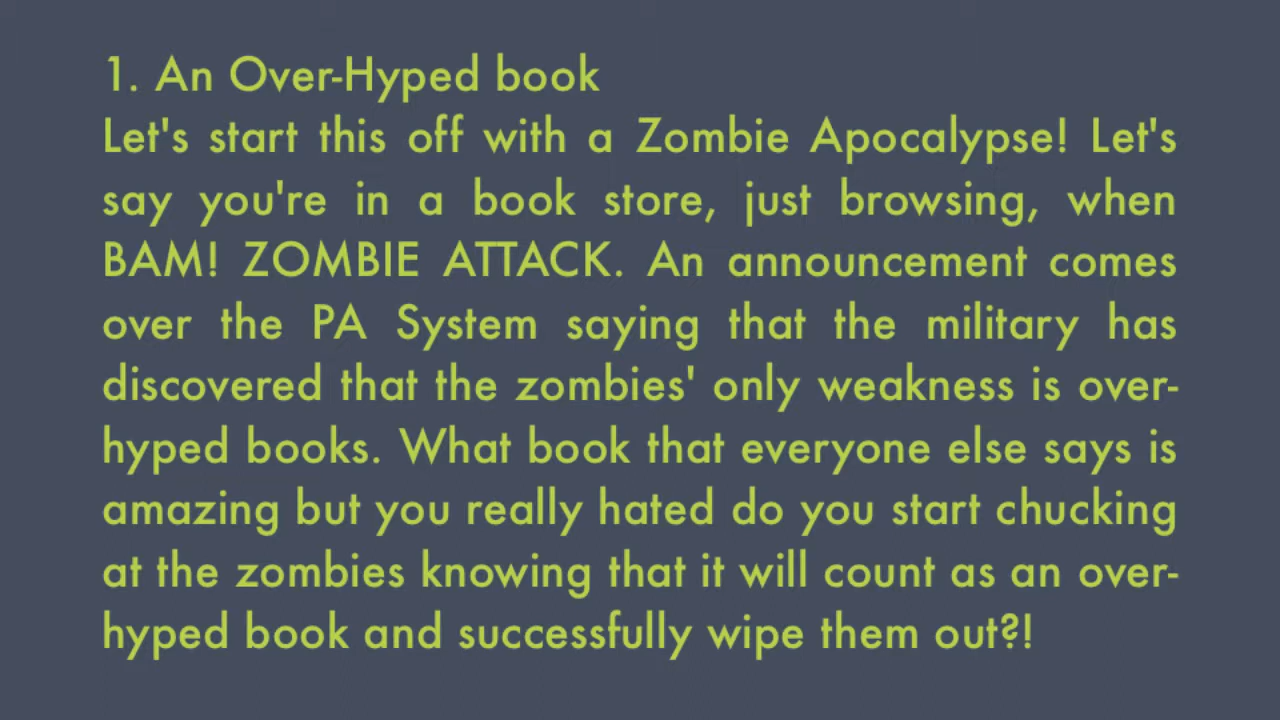 1. An Over-Hyped book
Let's start this off with a Zombie Apocalypse! Let's
say you're in a book store, just browsing, when
BAM! ZOMBIE ATTACK. An announcement comes
over the PA System saying that the military has
discovered that the zombies' only weakness is over-
hyped books. What book that everyone else says is
amazing but you really hated do you start chucking
at the zombies knowing that it will count as an over-
hyped book and successfully wipe them out?!